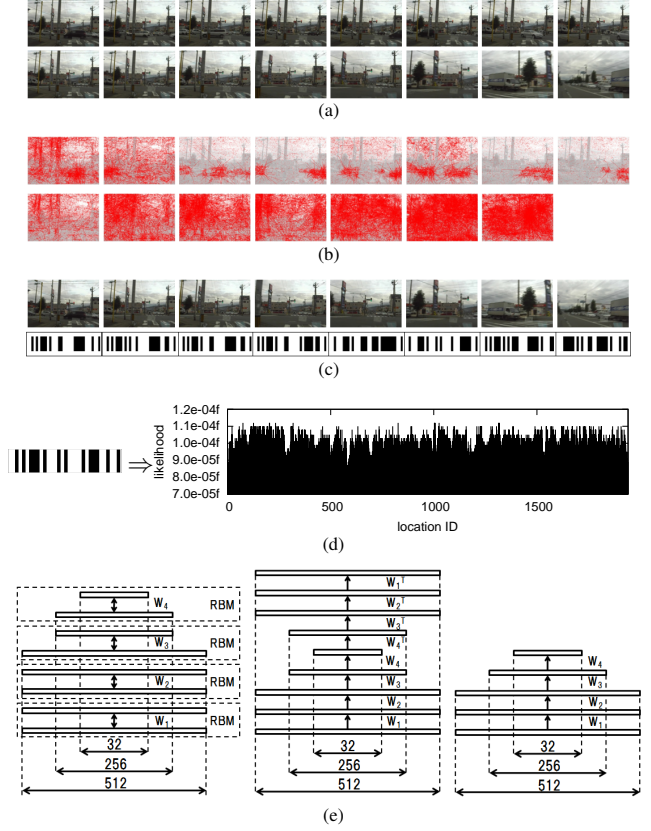 (a)
(b)
(c)
1.2e-04f
1.1e-04f
1.0e-04f
9.0e-05f
8.0e-05f
7.0e-05f
likelihood
0 500 1000 1500
location ID
(d)
W4 RBM
W3 RBM
W2 RBM
W1 RBM
32
256
512
W1T
W2T
W3T
W4T
W4
W3
W2
W1
32
256
512
W4
W3
W2
W1
32
256
512
(e)